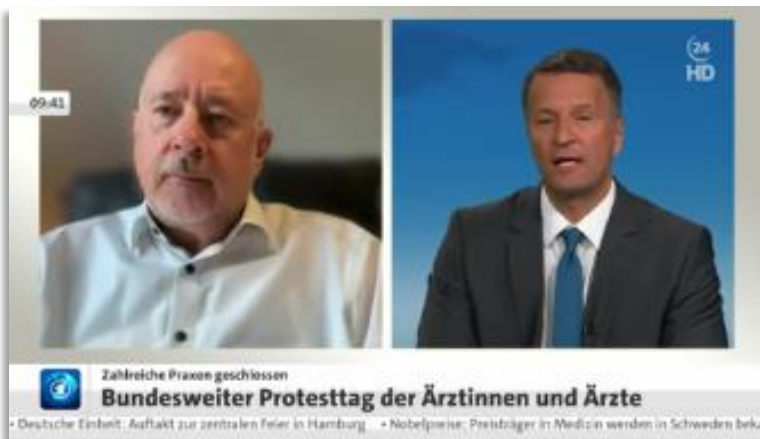 24
HD
09:41
Zahlreiche Praxen geschlossen
Bundesweiter Protesttag der Ärztinnen und Ärzte
• Deutsche Einheit: Auftakt zur zentralen Feier in Hamburg • Nobelpreise: Preisträger in Medizin werden in Schweden